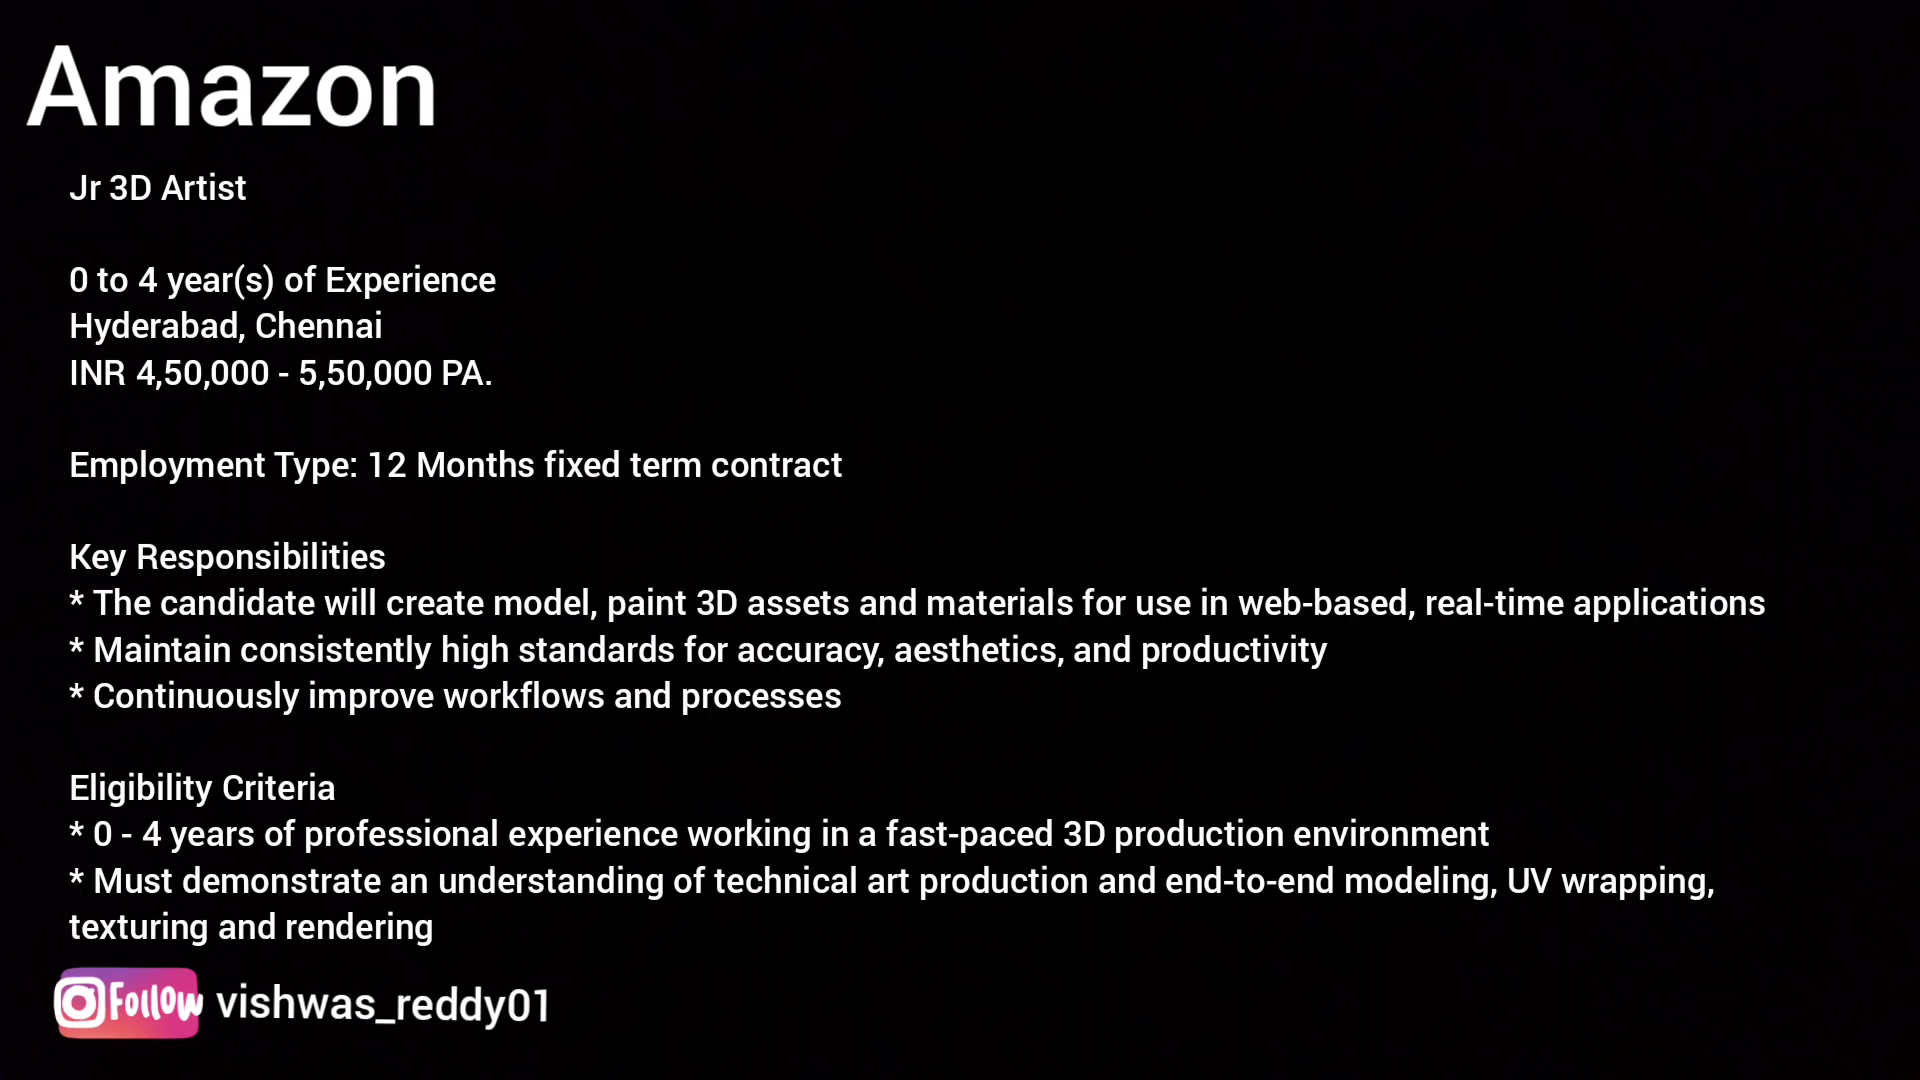 Amazon
Jr 3D Artist
0 to 4 year(s) of Experience
Hyderabad, Chennai
INR 4,50,000 - 5,50,000 PA.
Employment Type: 12 Months fixed term contract
Key Responsibilities
* The candidate will create model, paint 3D assets and materials for use in web-based, real-time applications
* Maintain consistently high standards for accuracy, aesthetics, and productivity
* Continuously improve workflows and processes
Eligibility Criteria
* 0 - 4 years of professional experience working in a fast-paced 3D production environment
* Must demonstrate an understanding of technical art production and end-to-end modeling, UV wrapping,
texturing and rendering
Follow vishwas_reddy01